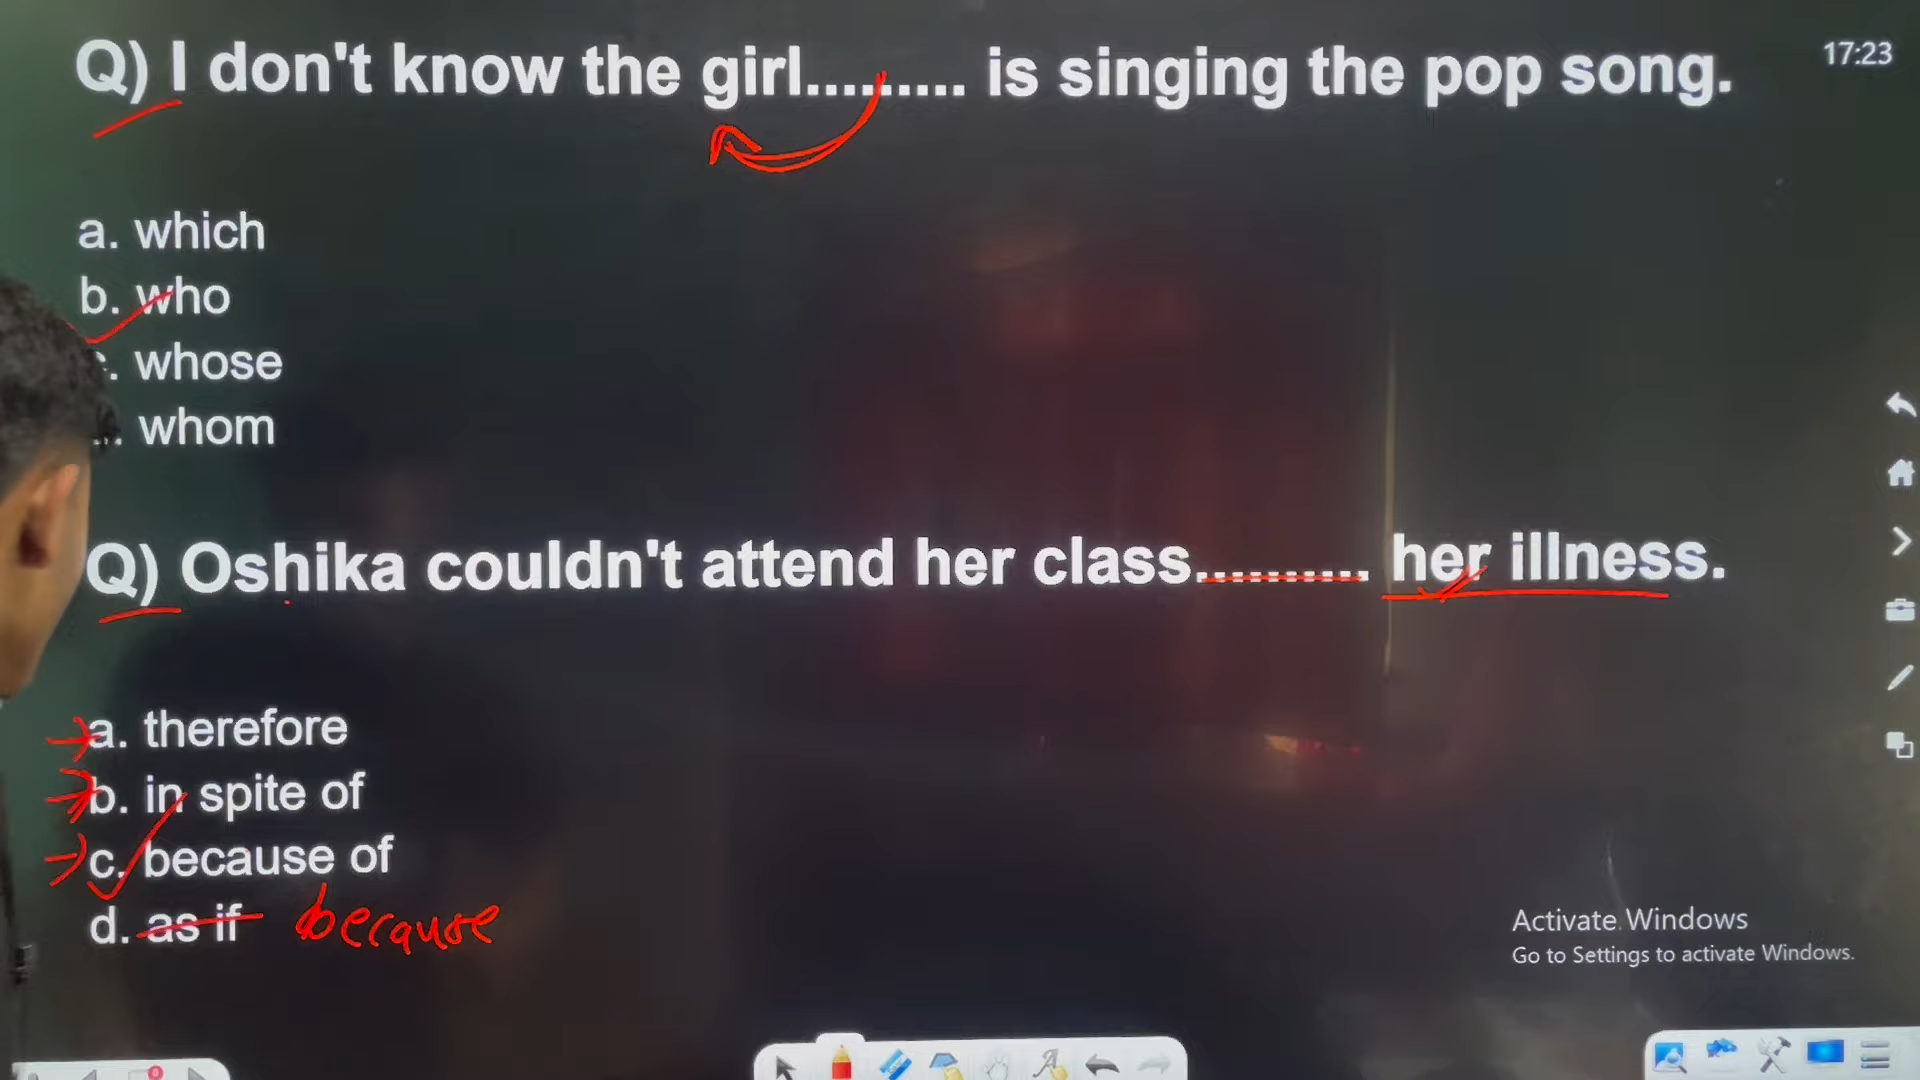 Q) I don't know the girl.......... is singing the pop song.
17:23
a. which
b. who
. whose
. whom
Q) Oshika couldn't attend her class........... her illness.
a. therefore
b. in spite of
c. because of
d. as if because
Activate Windows
Go to Settings to activate Windows.